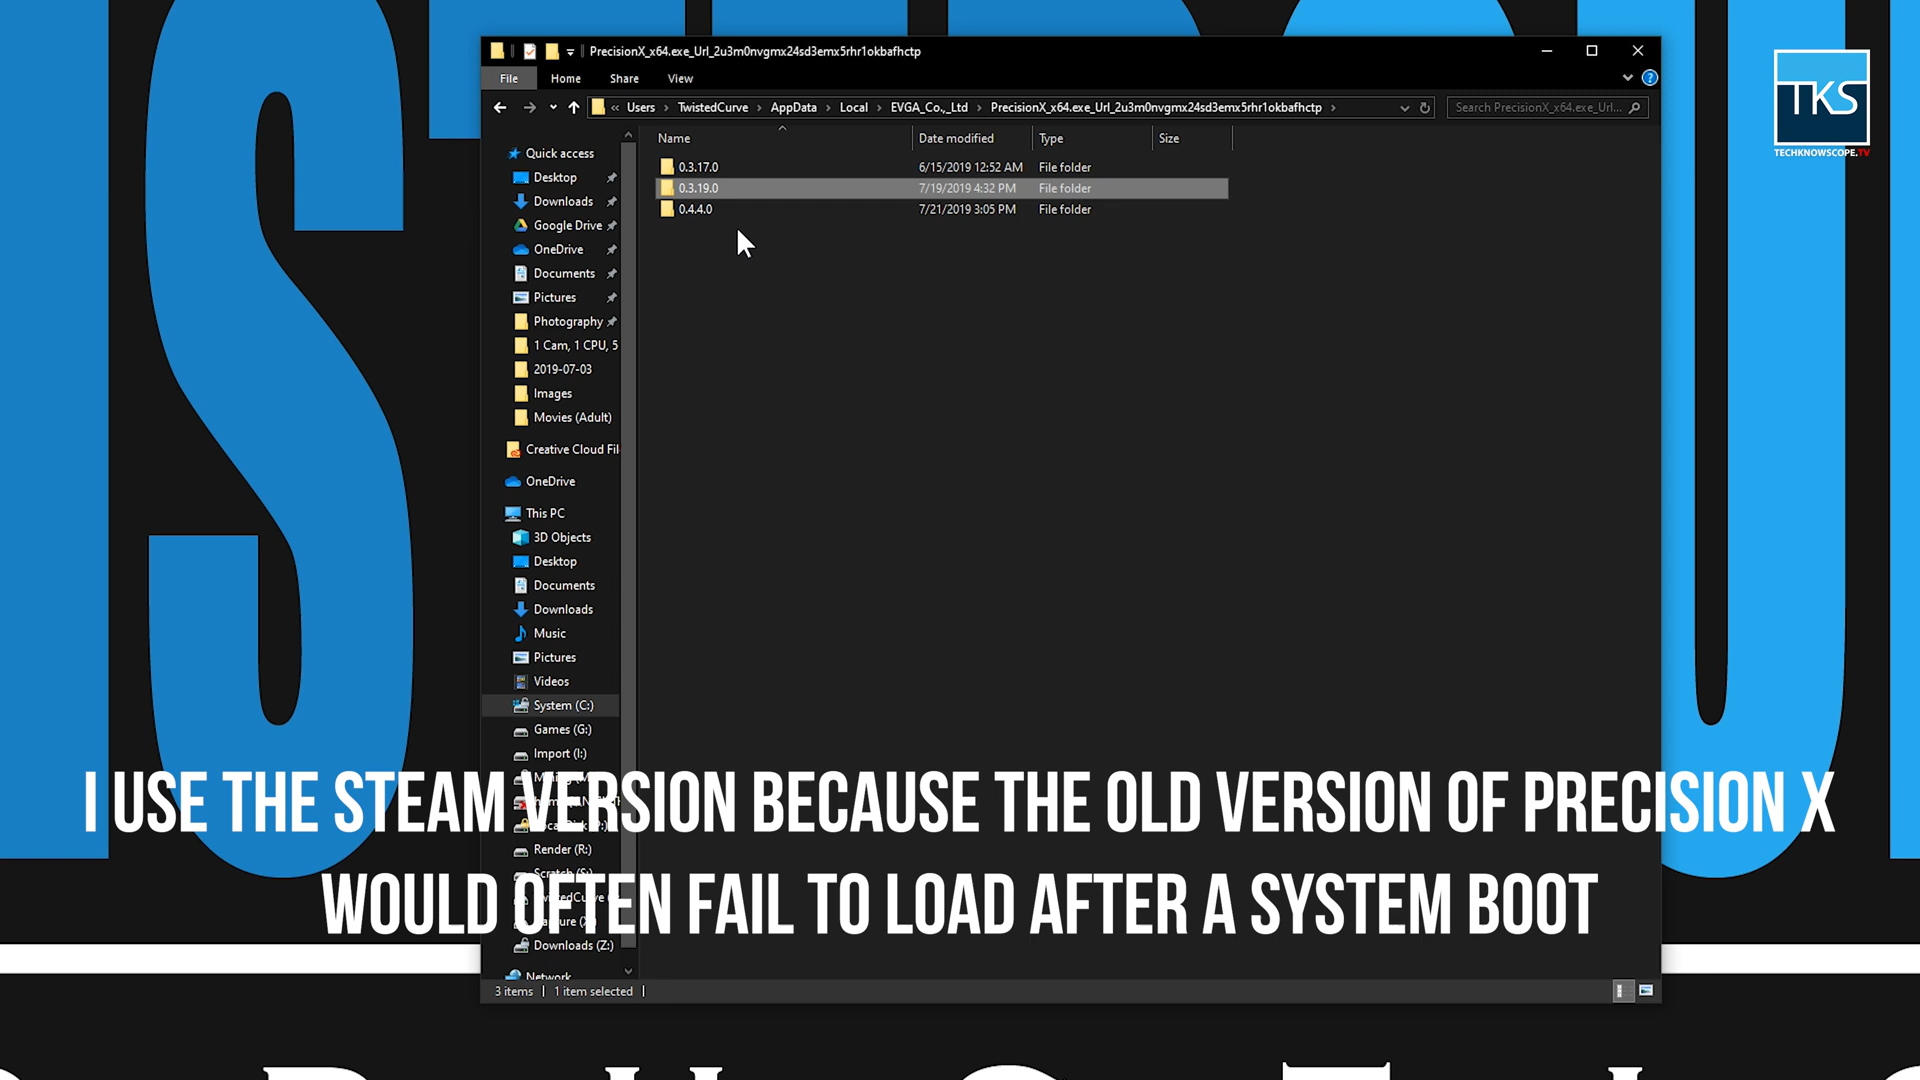 PrecisionX_x64.exe_Url_2u3m0nvgmx24sd3emx5rhr1okbafhctp
File Home Share View
« Users > TwistedCurve > AppData > Local > EVGA_Co.,_Ltd > PrecisionX_x64.exe_Url_2u3m0nvgmx24sd3emx5rhr1okbafhctp >
Search PrecisionX_x64.exe_Url...
TKS
TECHKNOWSCOPE.TV
Name Date modified Type Size
0.3.17.0 6/15/2019 12:52 AM File folder
0.3.19.0 7/19/2019 4:32 PM File folder
0.4.4.0 7/21/2019 3:05 PM File folder
Quick access
Desktop
Downloads
Google Drive
OneDrive
Documents
Pictures
Photography
1 Cam, 1 CPU, 5
2019-07-03
Images
Movies (Adult)
Creative Cloud Fil
OneDrive
This PC
3D Objects
Desktop
Documents
Downloads
Music
Pictures
Videos
System (C:)
Games (G:)
Import (I:)
Render (R:)
Scratch (S:)
TwistedCurve
Downloads (Z:)
Network
I USE THE STEAM VERSION BECAUSE THE OLD VERSION OF PRECISION X
WOULD OFTEN FAIL TO LOAD AFTER A SYSTEM BOOT
3 items | 1 item selected |